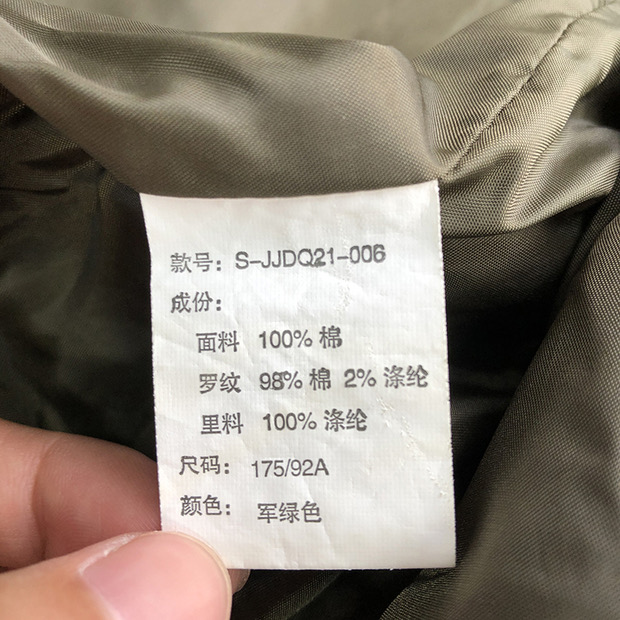 款号: S-JJDQ21-006
成份:
面料 100% 棉
罗纹 98% 棉 2% 涤纶
里料 100% 涤纶
尺码: 175/92A
颜色: 军绿色